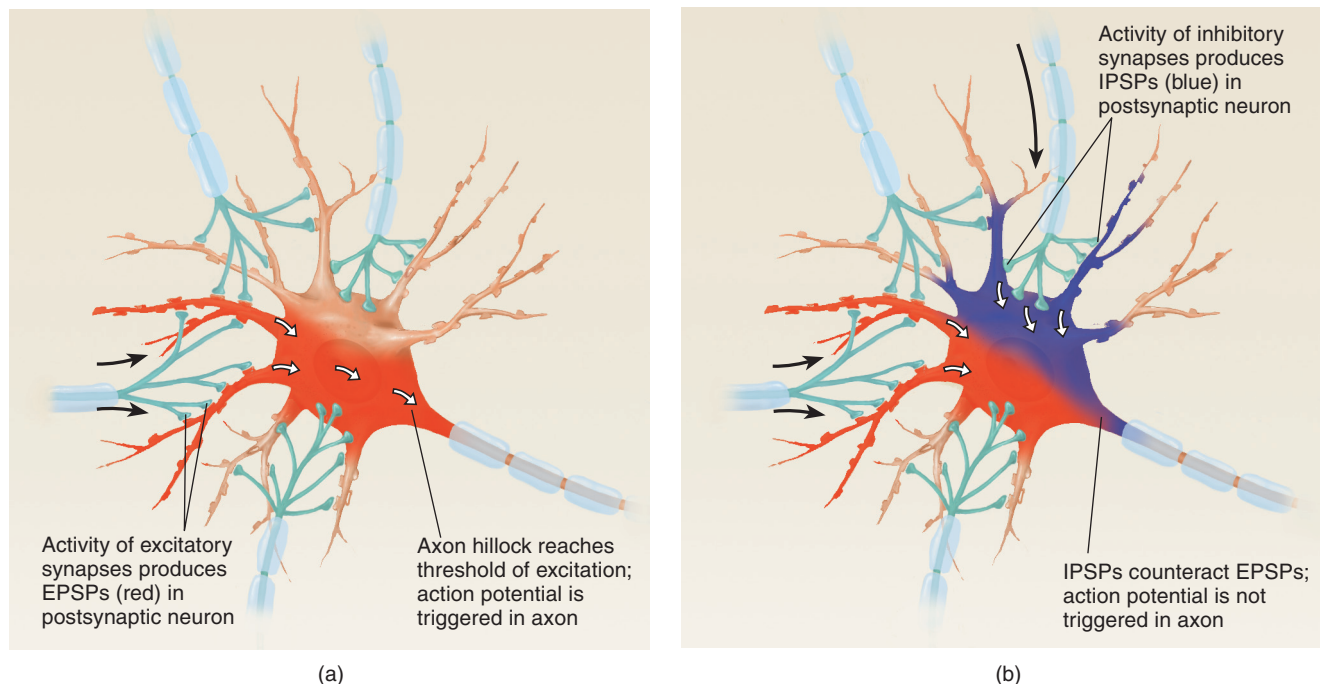 Activity of excitatory
synapses produces
EPSPs (red) in
postsynaptic neuron
Axon hillock reaches
threshold of excitation;
action potential is
triggered in axon
(a)
Activity of inhibitory
synapses produces
IPSPs (blue) in
postsynaptic neuron
IPSPs counteract EPSPs;
action potential is not
triggered in axon
(b)